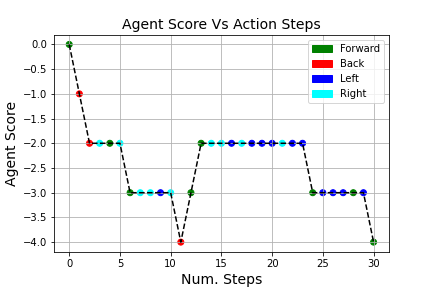 Agent Score Vs Action Steps
0.0
−0.5
−1.0
−1.5
−2.0
−2.5
−3.0
−3.5
−4.0
Agent Score
Forward
Back
Left
Right
0 5 10 15 20 25 30
Num. Steps